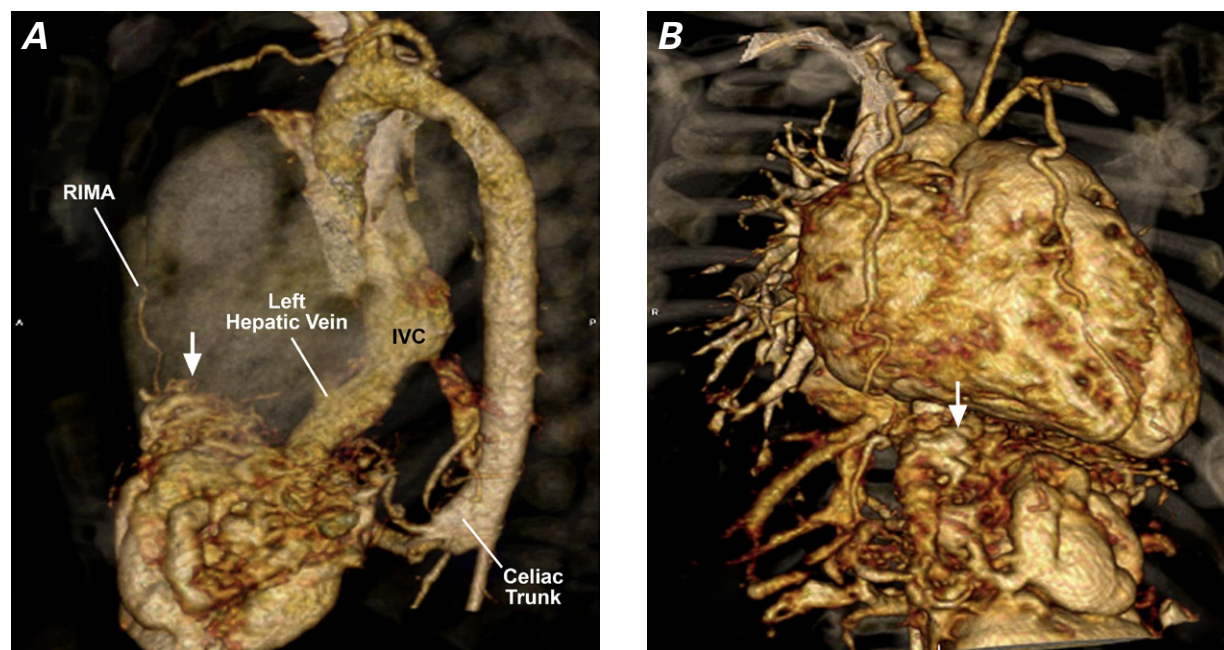 A
B
RIMA
Left
Hepatic Vein
IVC
Celiac
Trunk
A
P
R